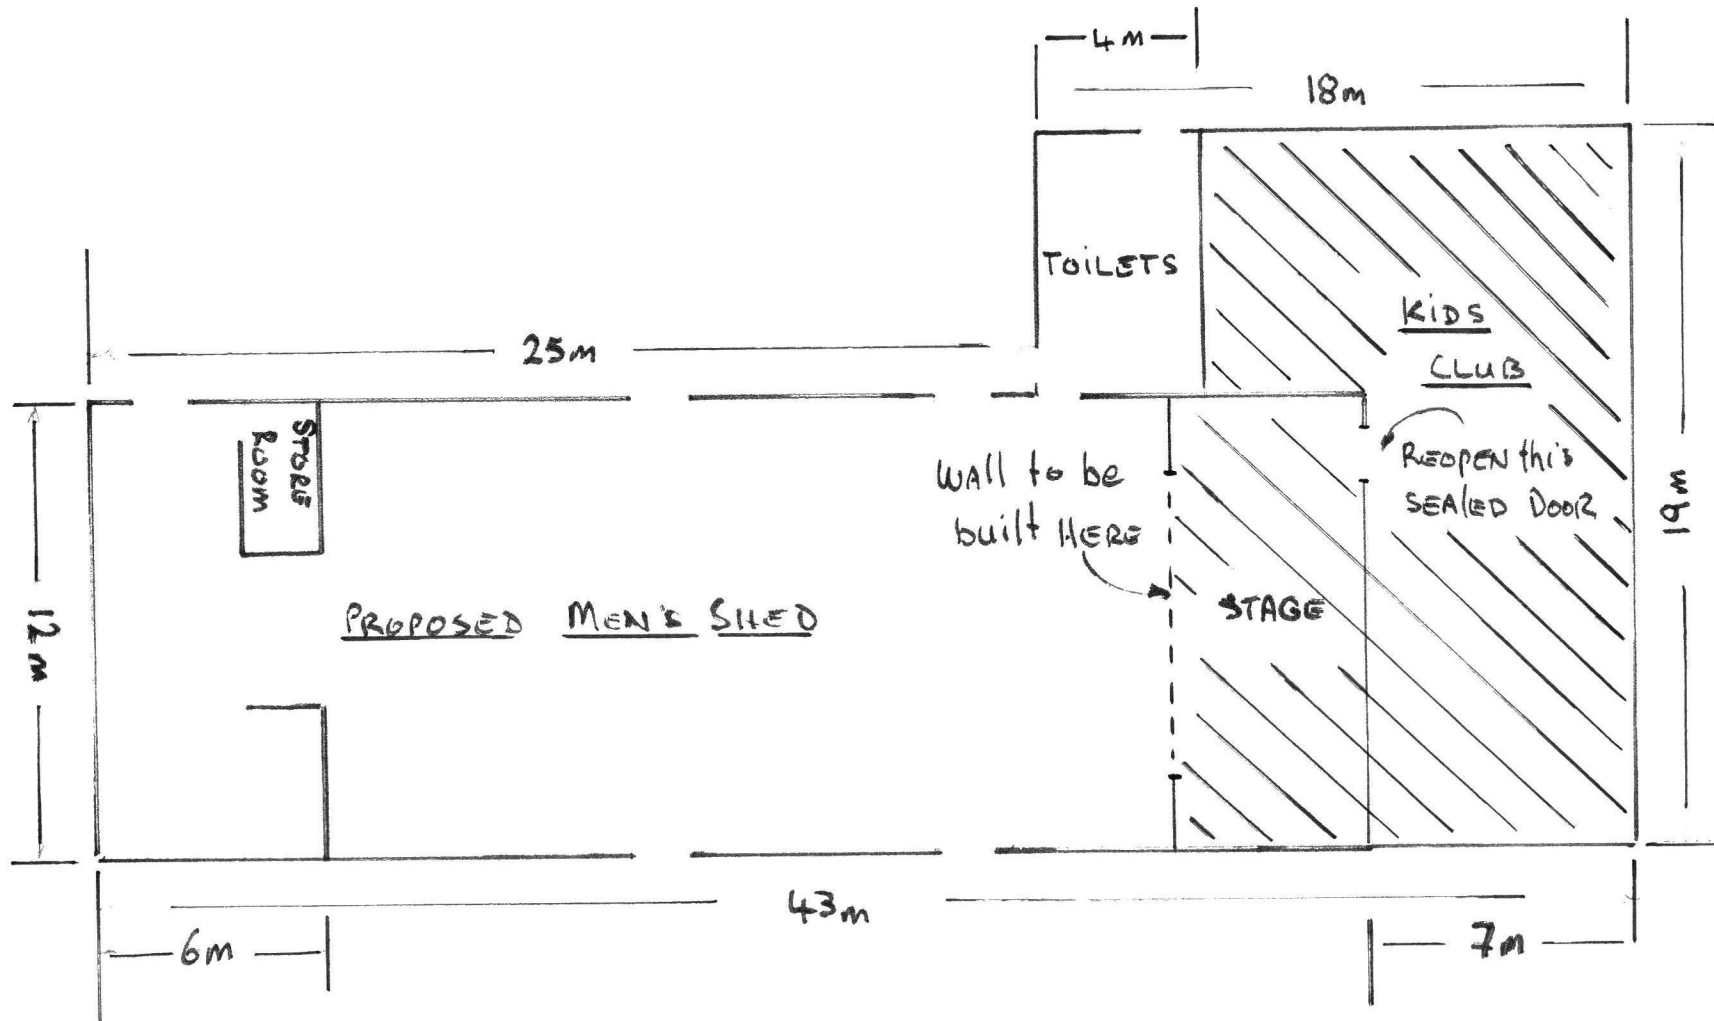 4m
18m
TOILETS
KIDS
CLUB
25m
STORE
ROOM
WALL to be
built HERE
REOPEN this
SEALED DOOR
19m
12m
PROPOSED MEN'S SHED
STAGE
43m
6m
7m